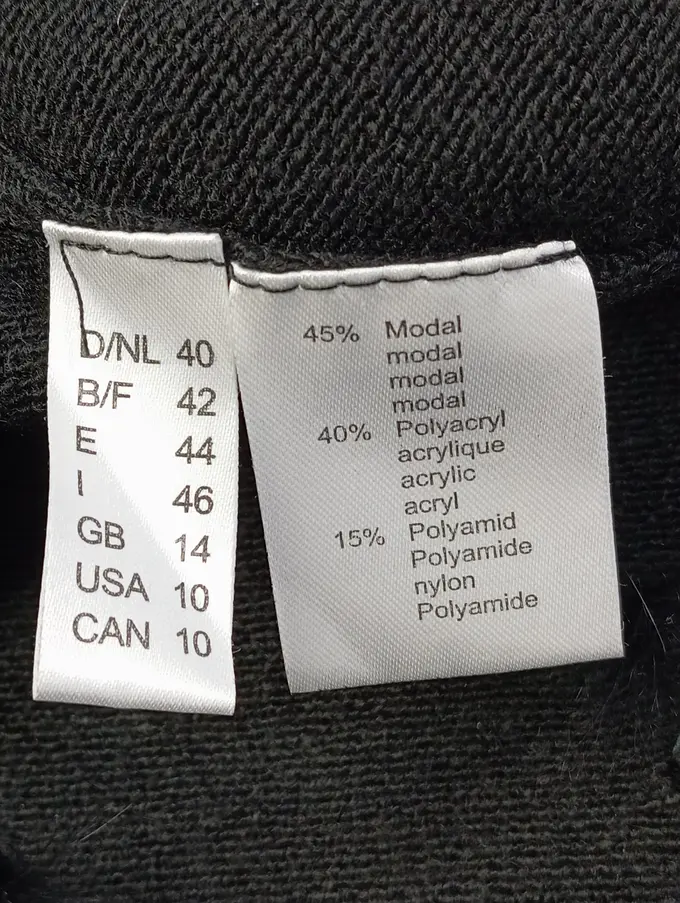 D/NL 40
B/F 42
E 44
I 46
GB 14
USA 10
CAN 10
45% Modal
modal
modal
modal
40% Polyacryl
acrylique
acrylic
acryl
15% Polyamid
Polyamide
nylon
Polyamide